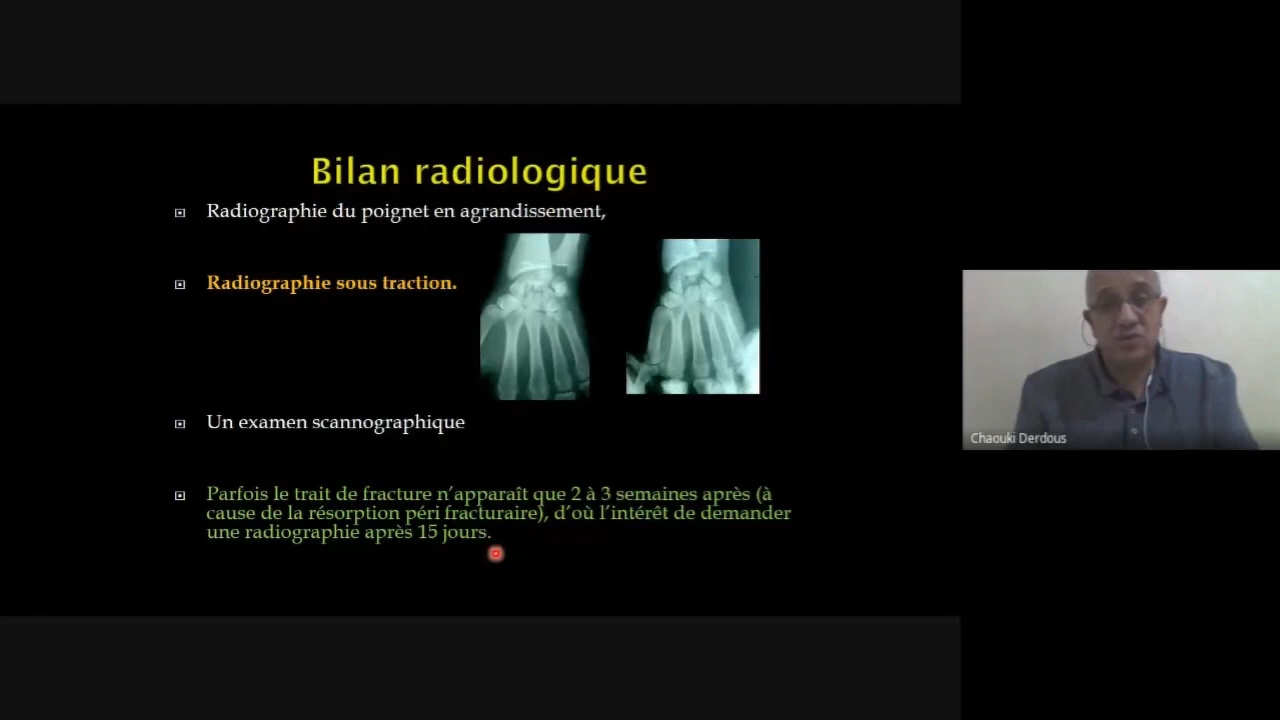 Bilan radiologique
Radiographie du poignet en agrandissement,
Radiographie sous traction.
Un examen scannographique
Parfois le trait de fracture n’apparaît que 2 à 3 semaines après (à
cause de la résorption péri fracturaire), d’où l’intérêt de demander
une radiographie après 15 jours.
Chaouki Derdous